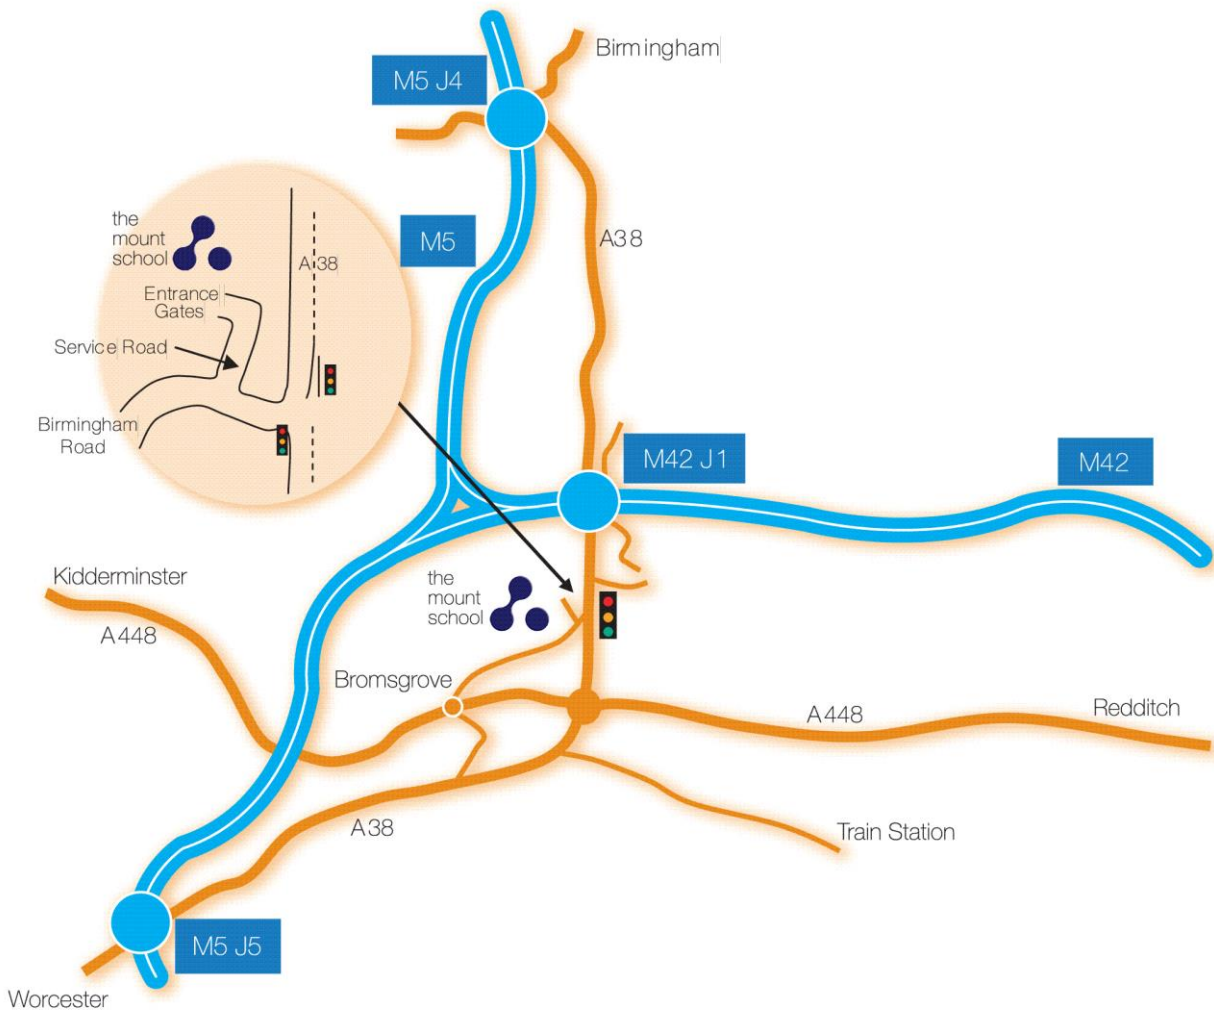 Birmingham
M5 J4
the
mount
school
M5
A38
A38
Entrance
Gates
Service Road
Birmingham
Road
M42 J1
M42
Kidderminster
the
mount
school
A448
Bromsgrove
A448
Redditch
A38
Train Station
M5 J5
Worcester